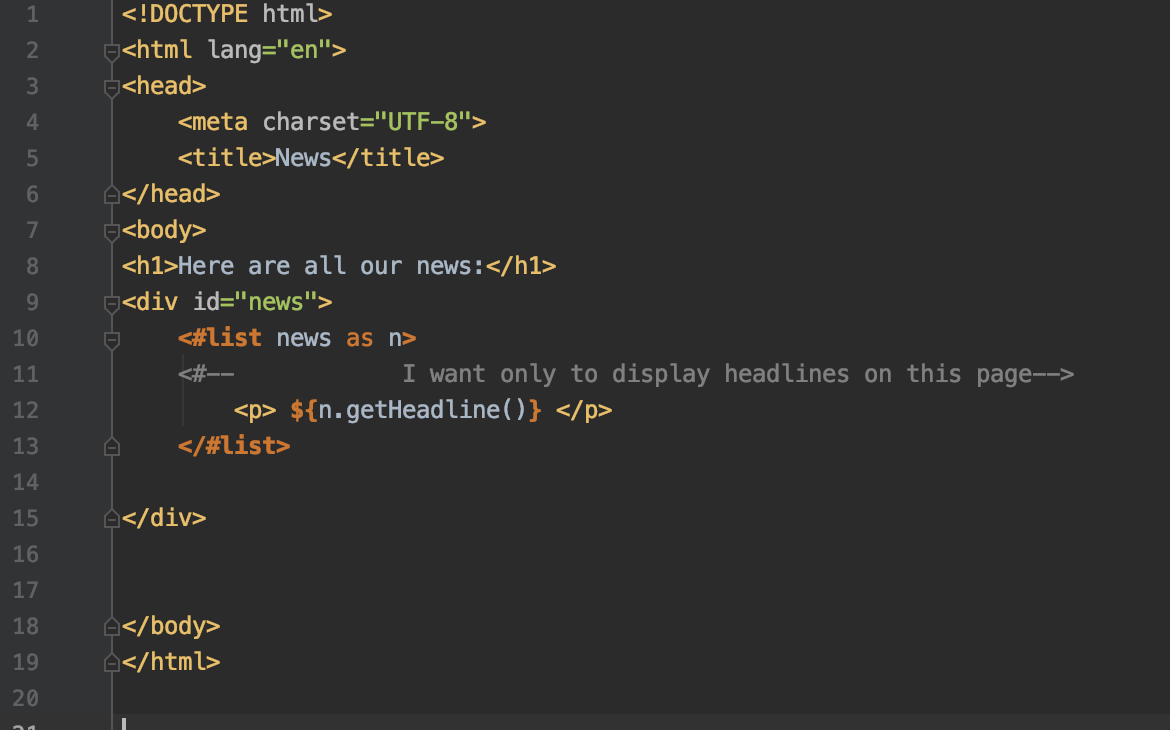 1 <!DOCTYPE html>
2 <html lang="en">
3 <head>
4     <meta charset="UTF-8">
5     <title>News</title>
6 </head>
7 <body>
8 <h1>Here are all our news:</h1>
9 <div id="news">
10     <#list news as n>
11     <#--            I want only to display headlines on this page-->
12         <p> ${n.getHeadline()} </p>
13     </#list>
14
15 </div>
16
17
18 </body>
19 </html>
20
21